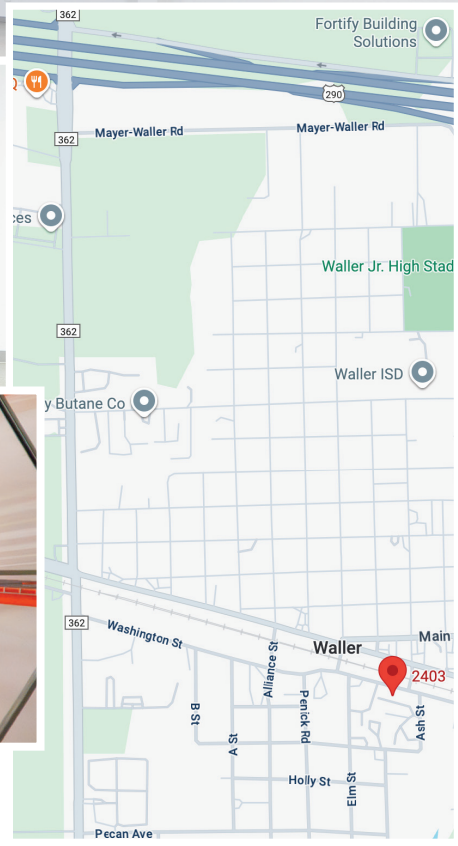 362
Fortify Building
Solutions
290
362
Mayer-Waller Rd
Mayer-Waller Rd
Waller Jr. High Stad
362
Waller ISD
y Butane Co
362
Washington St
Main
Waller
2403
Alliance St
Penick Rd
B St
A St
Ash St
Holly St
Elm St
Pecan Ave